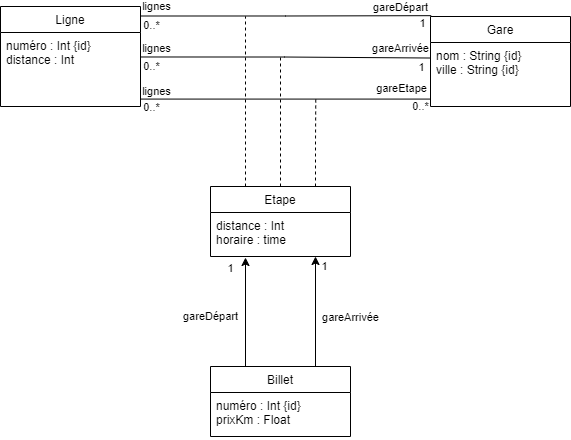 lignes
gareDépart
Ligne
0..*
1
Gare
numéro : Int {id}
distance : Int
lignes
gareArrivée
nom : String {id}
ville : String {id}
0..*
1
lignes
gareEtape
0..*
0..*
Etape
distance : Int
horaire : time
1
1
gareDépart
gareArrivée
Billet
numéro : Int {id}
prixKm : Float